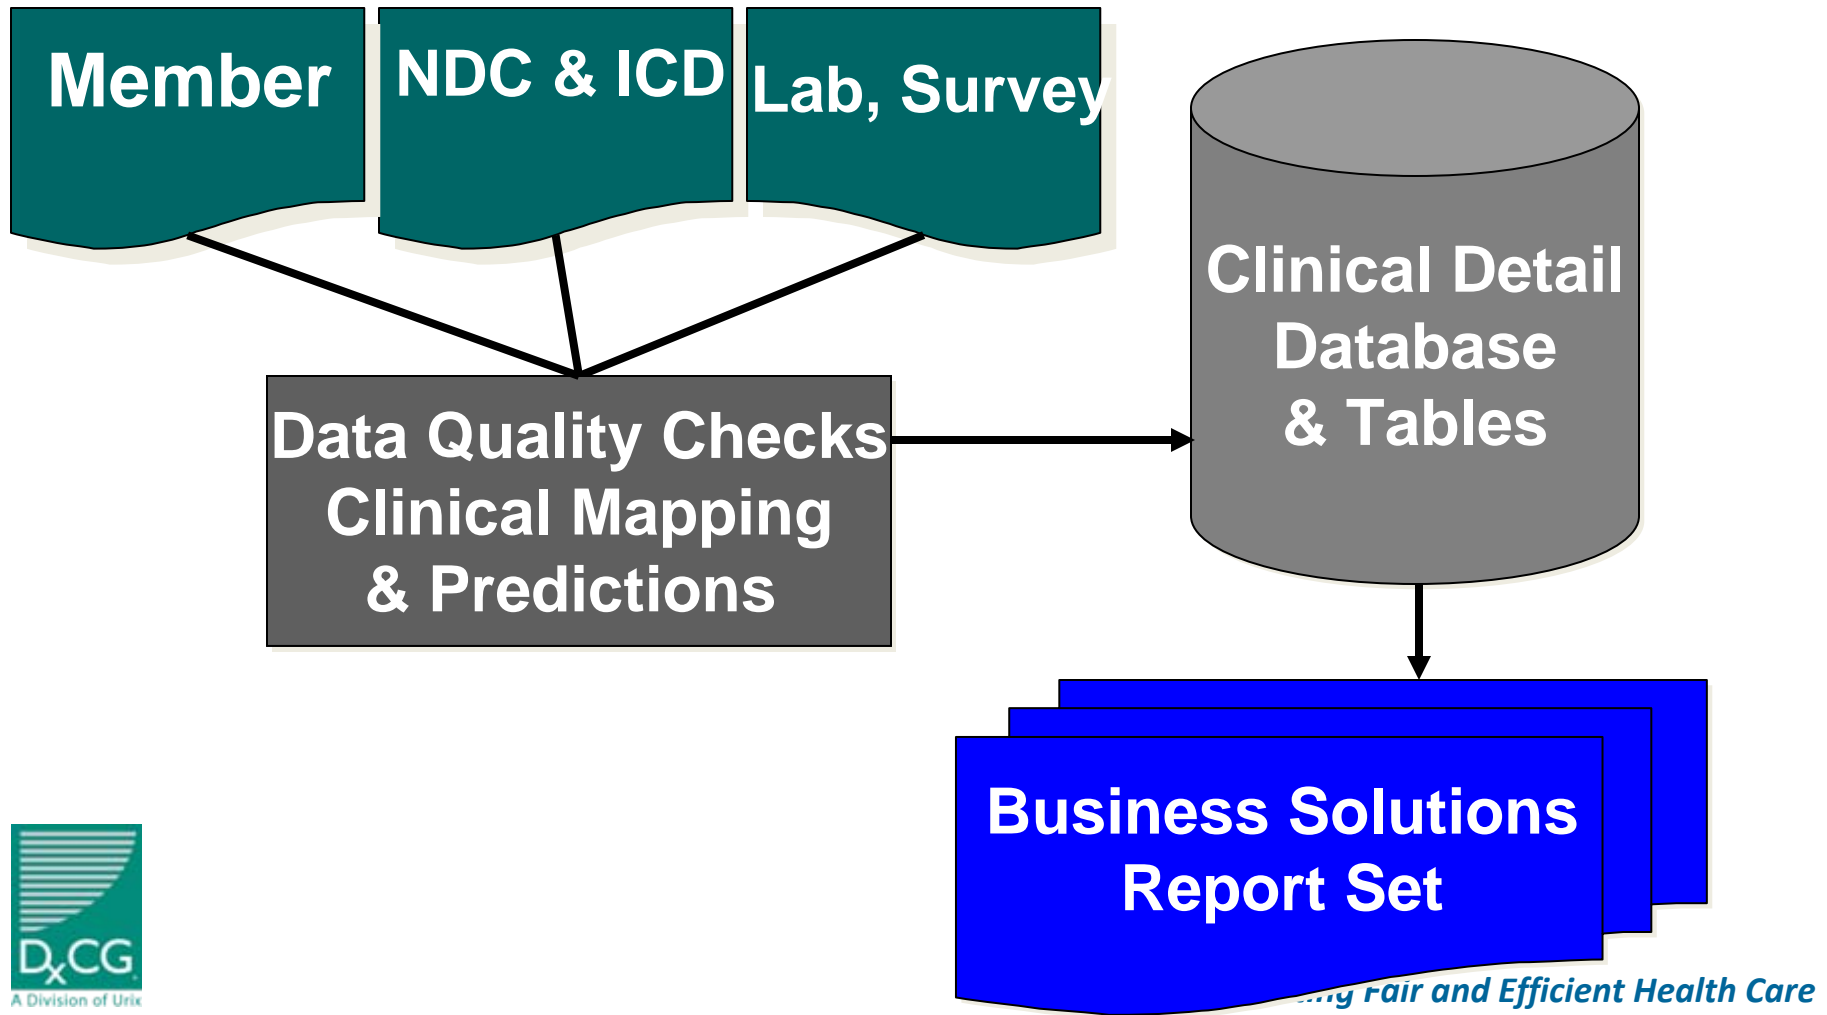 Member
NDC & ICD
Lab, Survey
Clinical Detail
Database
& Tables
Data Quality Checks
Clinical Mapping
& Predictions
Business Solutions
Report Set
DxCG
A Division of Urix
Fair and Efficient Health Care